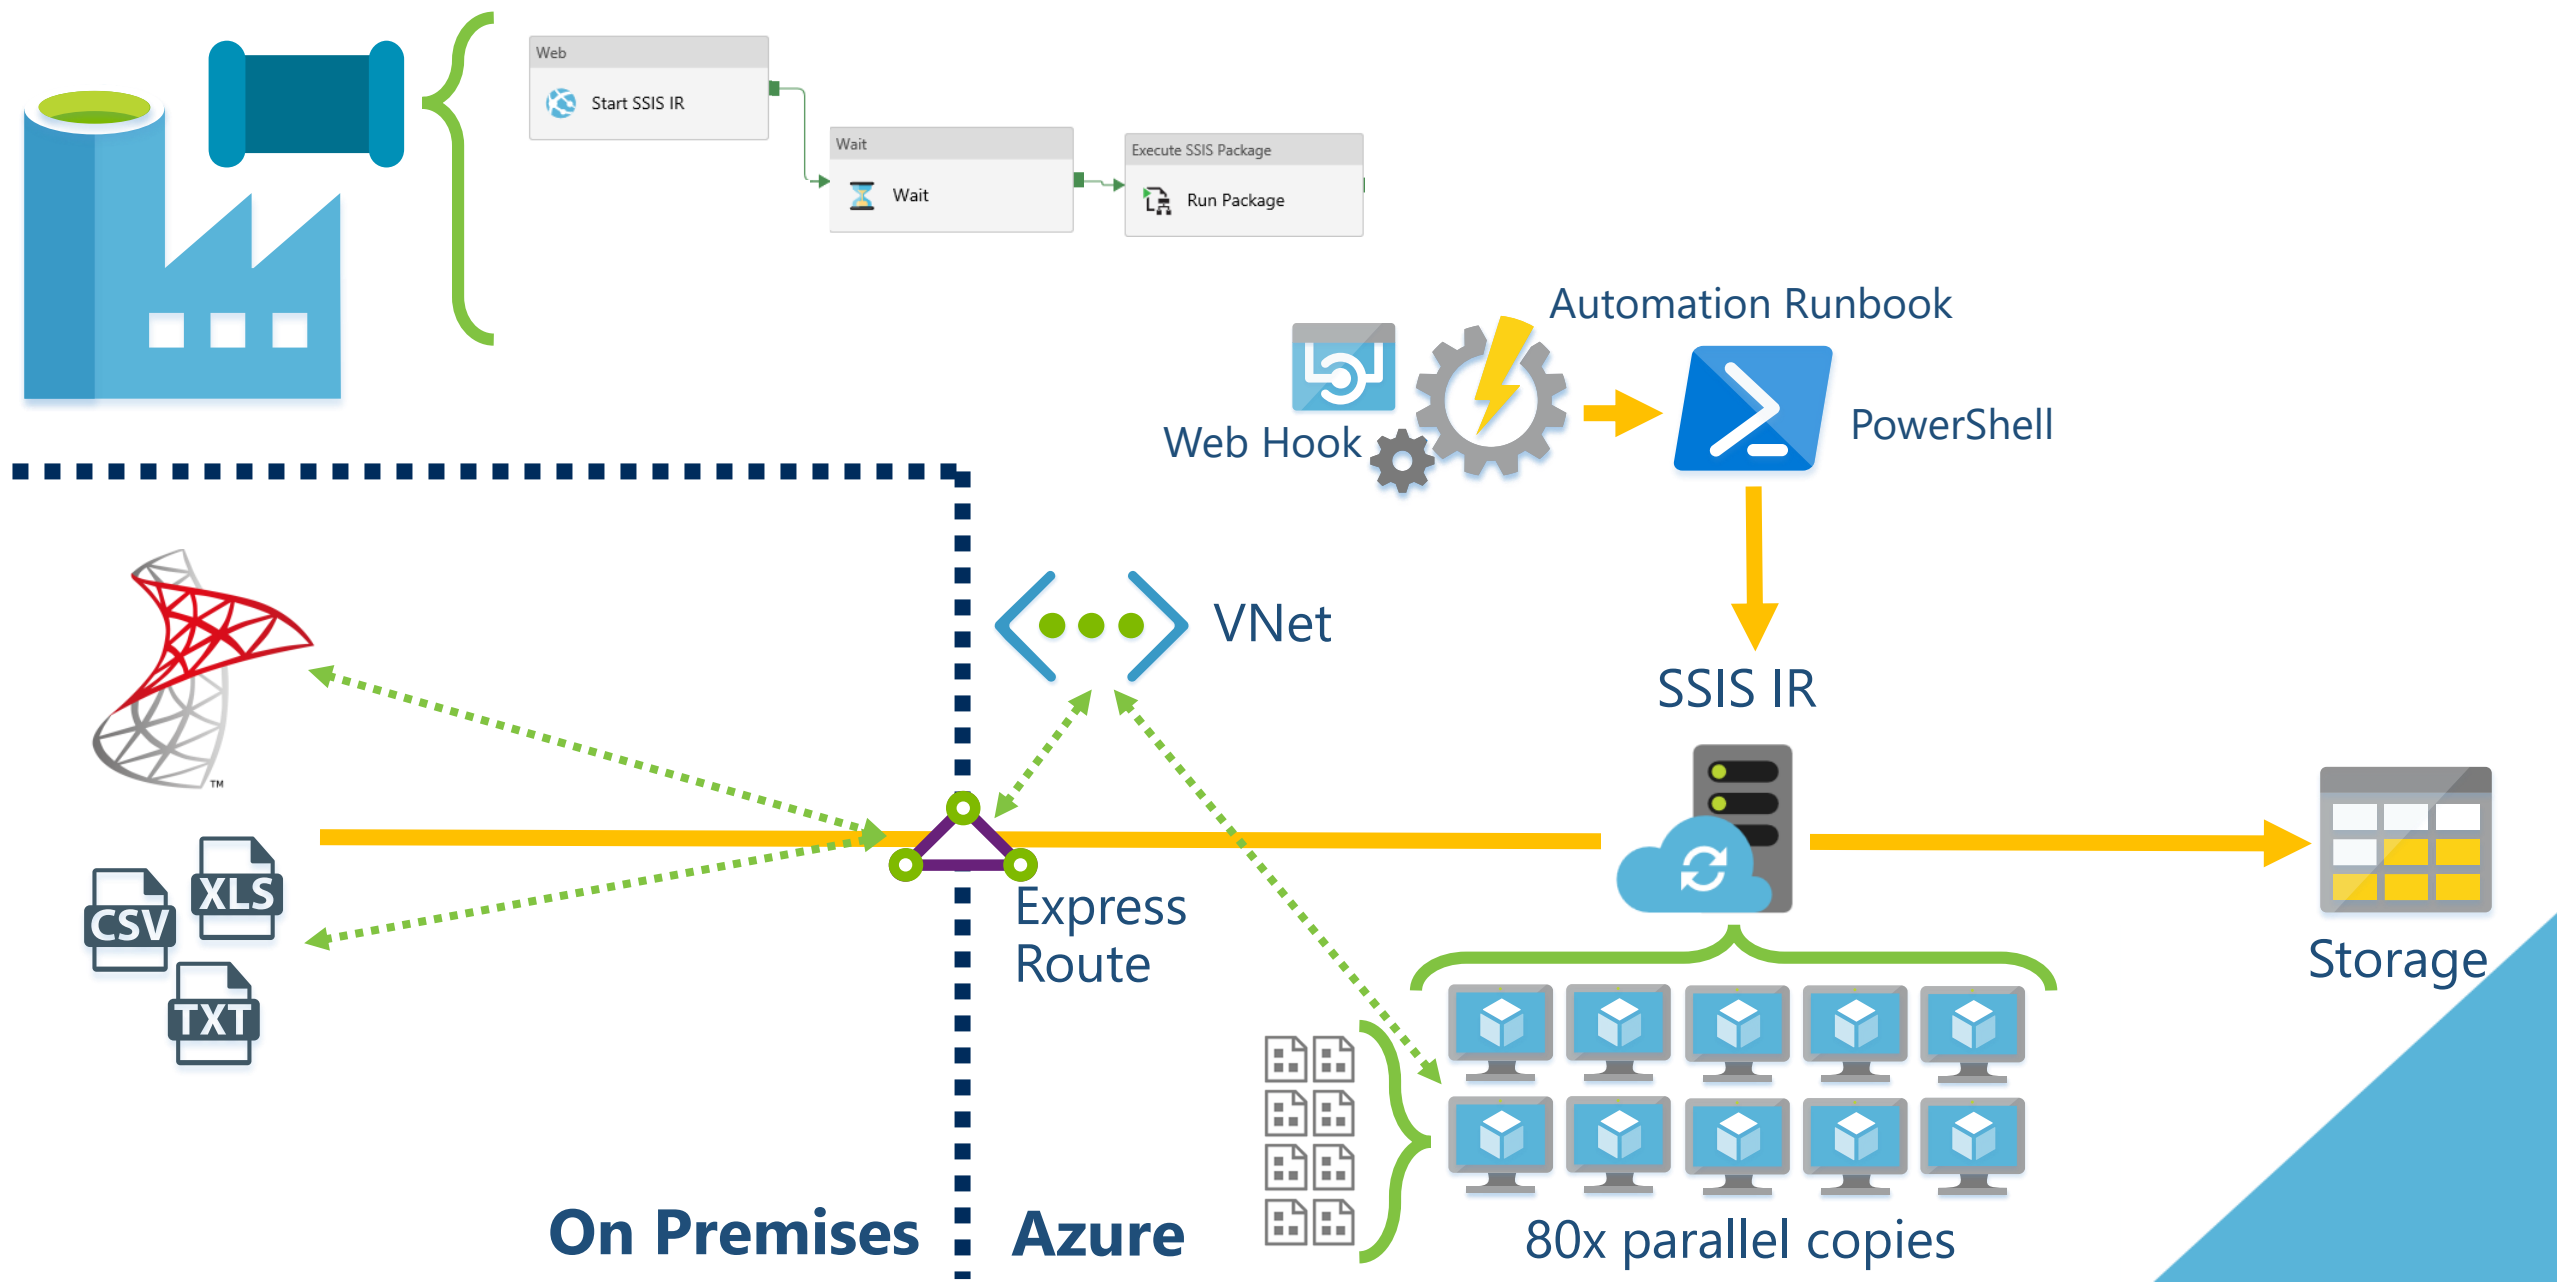 Web
Start SSIS IR
Wait
Wait
Execute SSIS Package
Run Package
Automation Runbook
Web Hook
PowerShell
VNet
SSIS IR
TM
XLS
CSV
TXT
Express
Route
Storage
On Premises
Azure
80x parallel copies